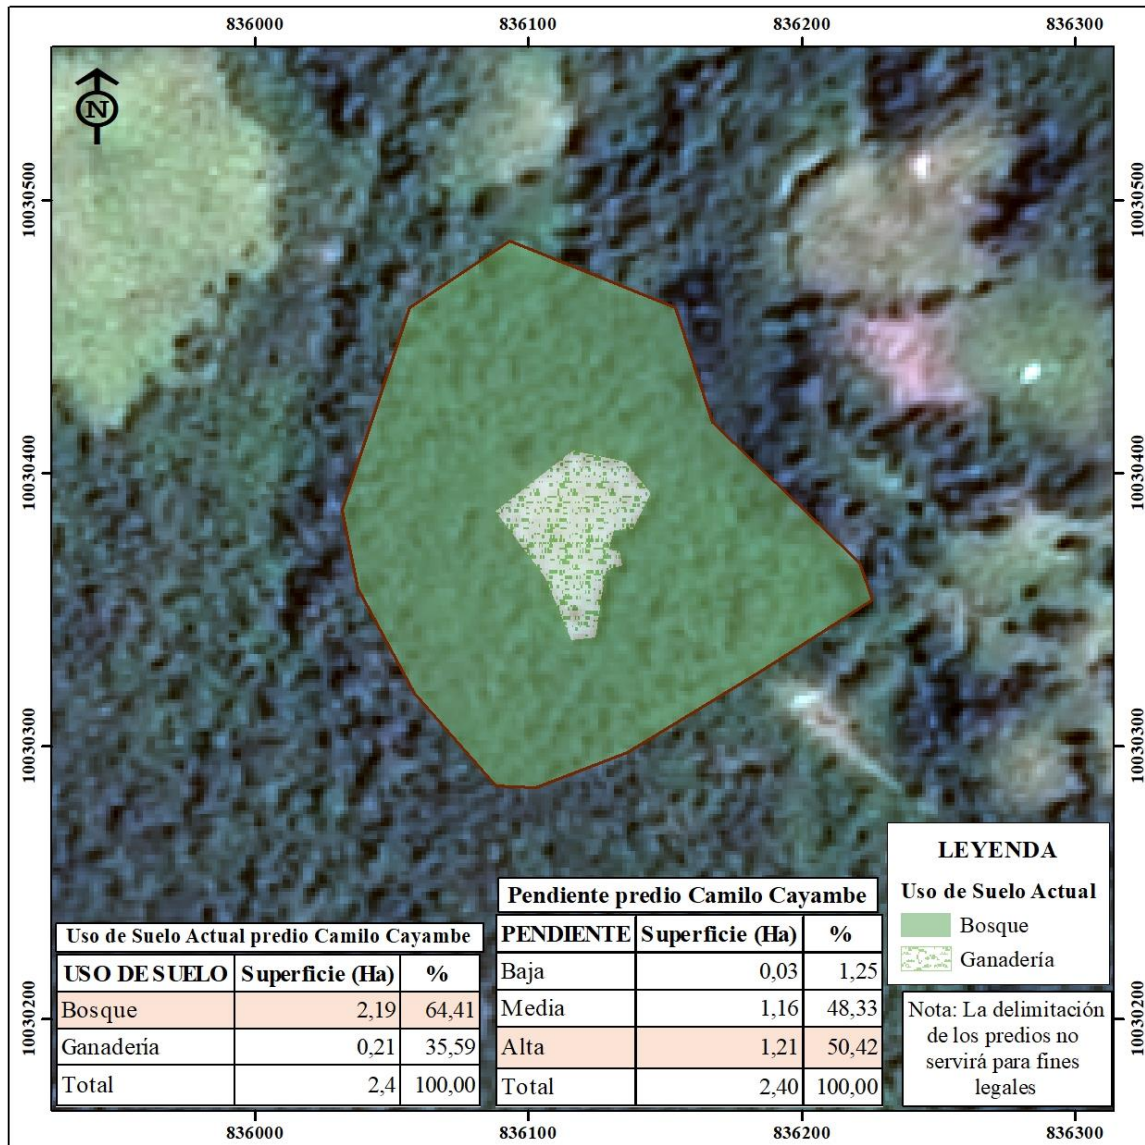 836000 836100 836200 836300
N
10030500 10030500
10030400 10030400
10030300 10030300
10030200 10030200
LEYENDA
Uso de Suelo Actual
Bosque
Ganadería
Nota: La delimitación
de los predios no
servirá para fines
legales
Pendiente predio Camilo Cayambe
PENDIENTE Superficie (Ha) %
Baja 0,03 1,25
Media 1,16 48,33
Alta 1,21 50,42
Total 2,40 100,00
Uso de Suelo Actual predio Camilo Cayambe
USO DE SUELO Superficie (Ha) %
Bosque 2,19 64,41
Ganadería 0,21 35,59
Total 2,4 100,00
836000 836100 836200 836300